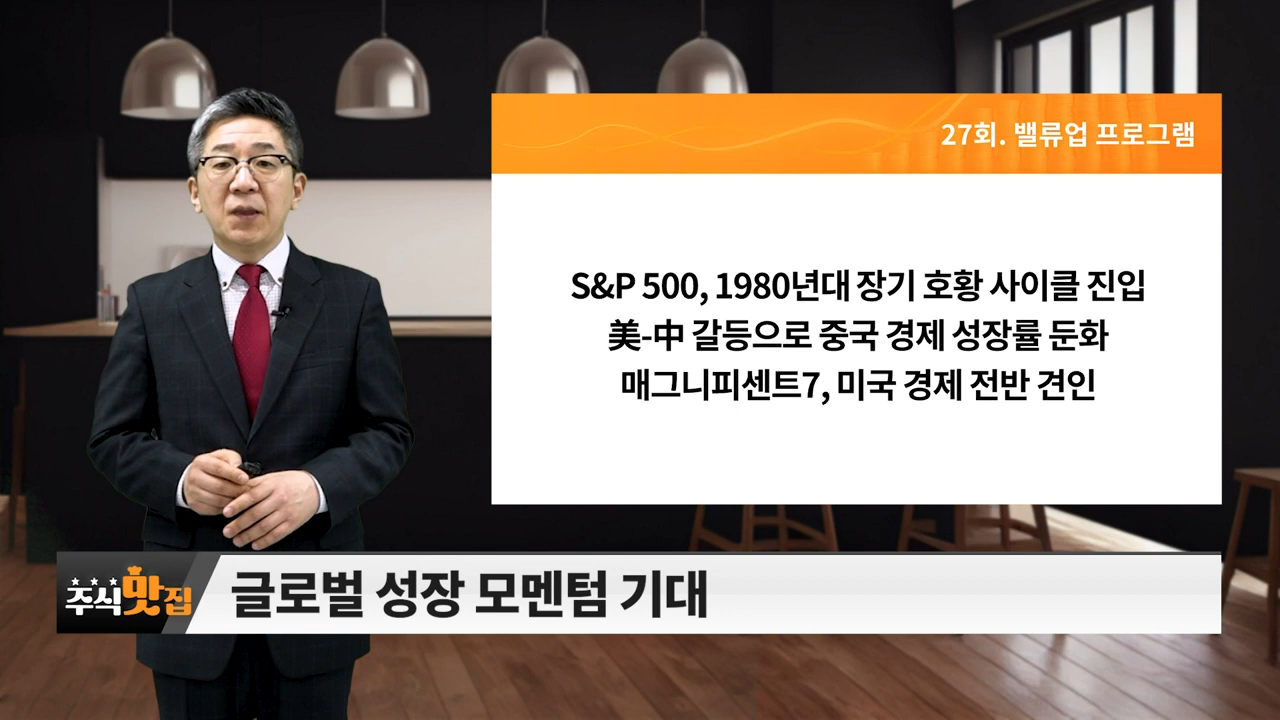 27회. 밸류업 프로그램
S&P 500, 1980년대 장기 호황 사이클 진입
美-中 갈등으로 중국 경제 성장률 둔화
매그니피센트7, 미국 경제 전반 견인
주식맛집
글로벌 성장 모멘텀 기대